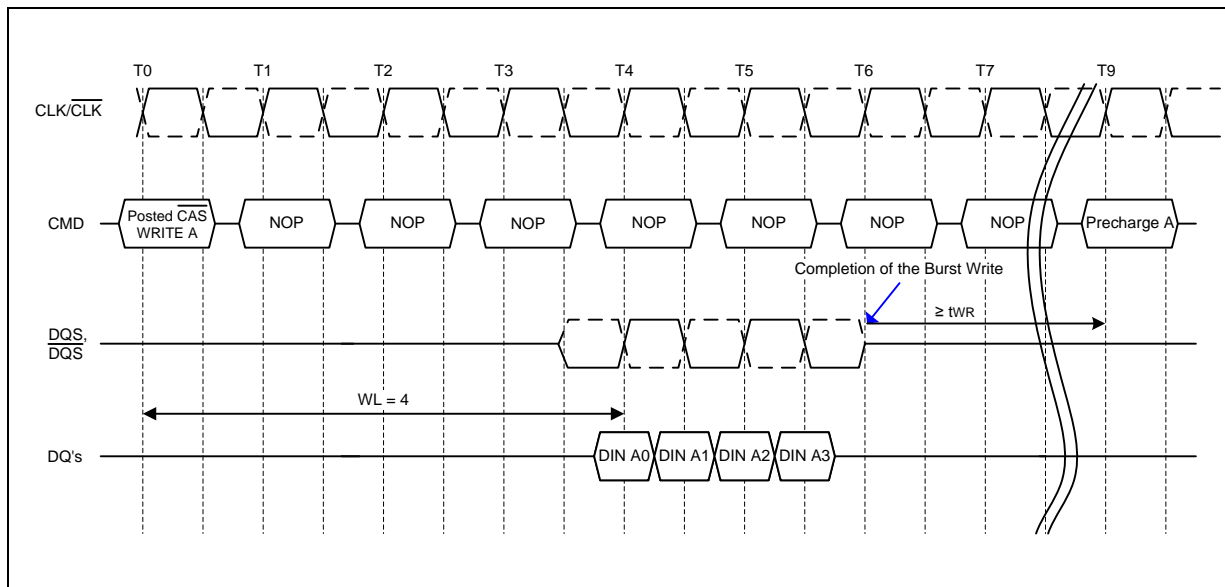 T0 T1 T2 T3 T4 T5 T6 T7 T9
CLK/CLK
CMD
Posted CAS
WRITE A
NOP NOP NOP NOP NOP NOP NOP Precharge A
Completion of the Burst Write
≥ tWR
DQS,
DQS
WL = 4
DQ's
DIN A0 DIN A1 DIN A2 DIN A3